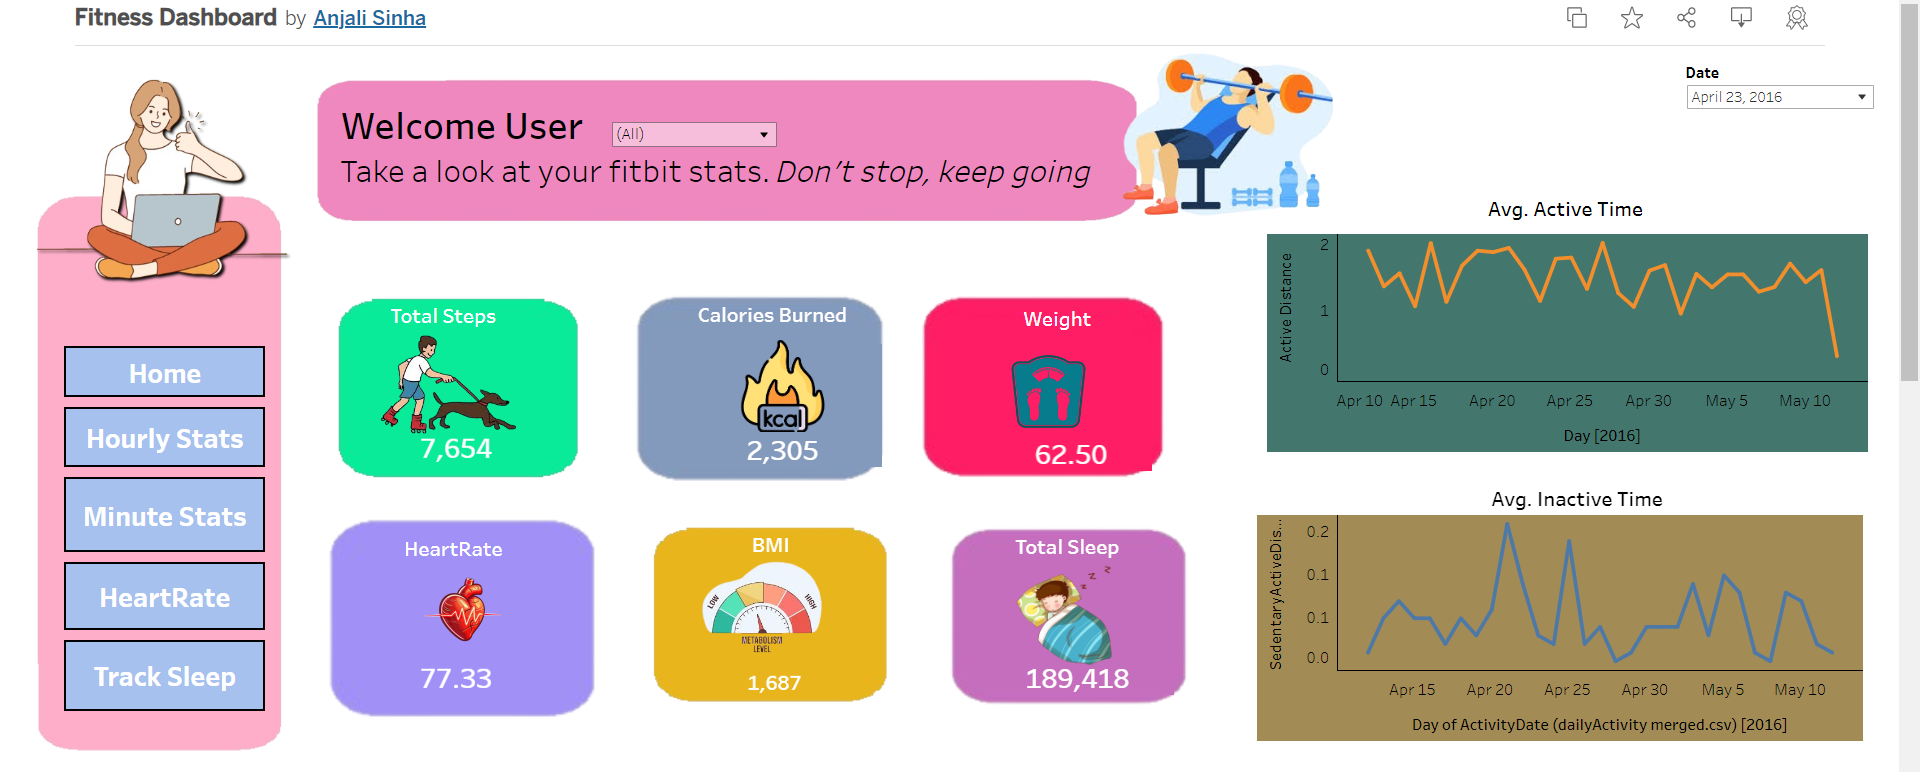 Fitness Dashboard by Anjali Sinha
Date
April 23, 2016
Welcome User (All)
Take a look at your fitbit stats. Don't stop, keep going
Home
Hourly Stats
Minute Stats
HeartRate
Track Sleep
Total Steps
7,654
Calories Burned
kcal
2,305
Weight
62.50
HeartRate
77.33
BMI
LOW
HIGH
METABOLISM
LEVEL
1,687
Total Sleep
z z z
189,418
Avg. Active Time
Active Distance
2
1
0
Apr 10 Apr 15 Apr 20 Apr 25 Apr 30 May 5 May 10
Day [2016]
Avg. Inactive Time
SedentaryActiveDis...
0.2
0.1
0.1
0.0
Apr 15 Apr 20 Apr 25 Apr 30 May 5 May 10
Day of ActivityDate (dailyActivity merged.csv) [2016]